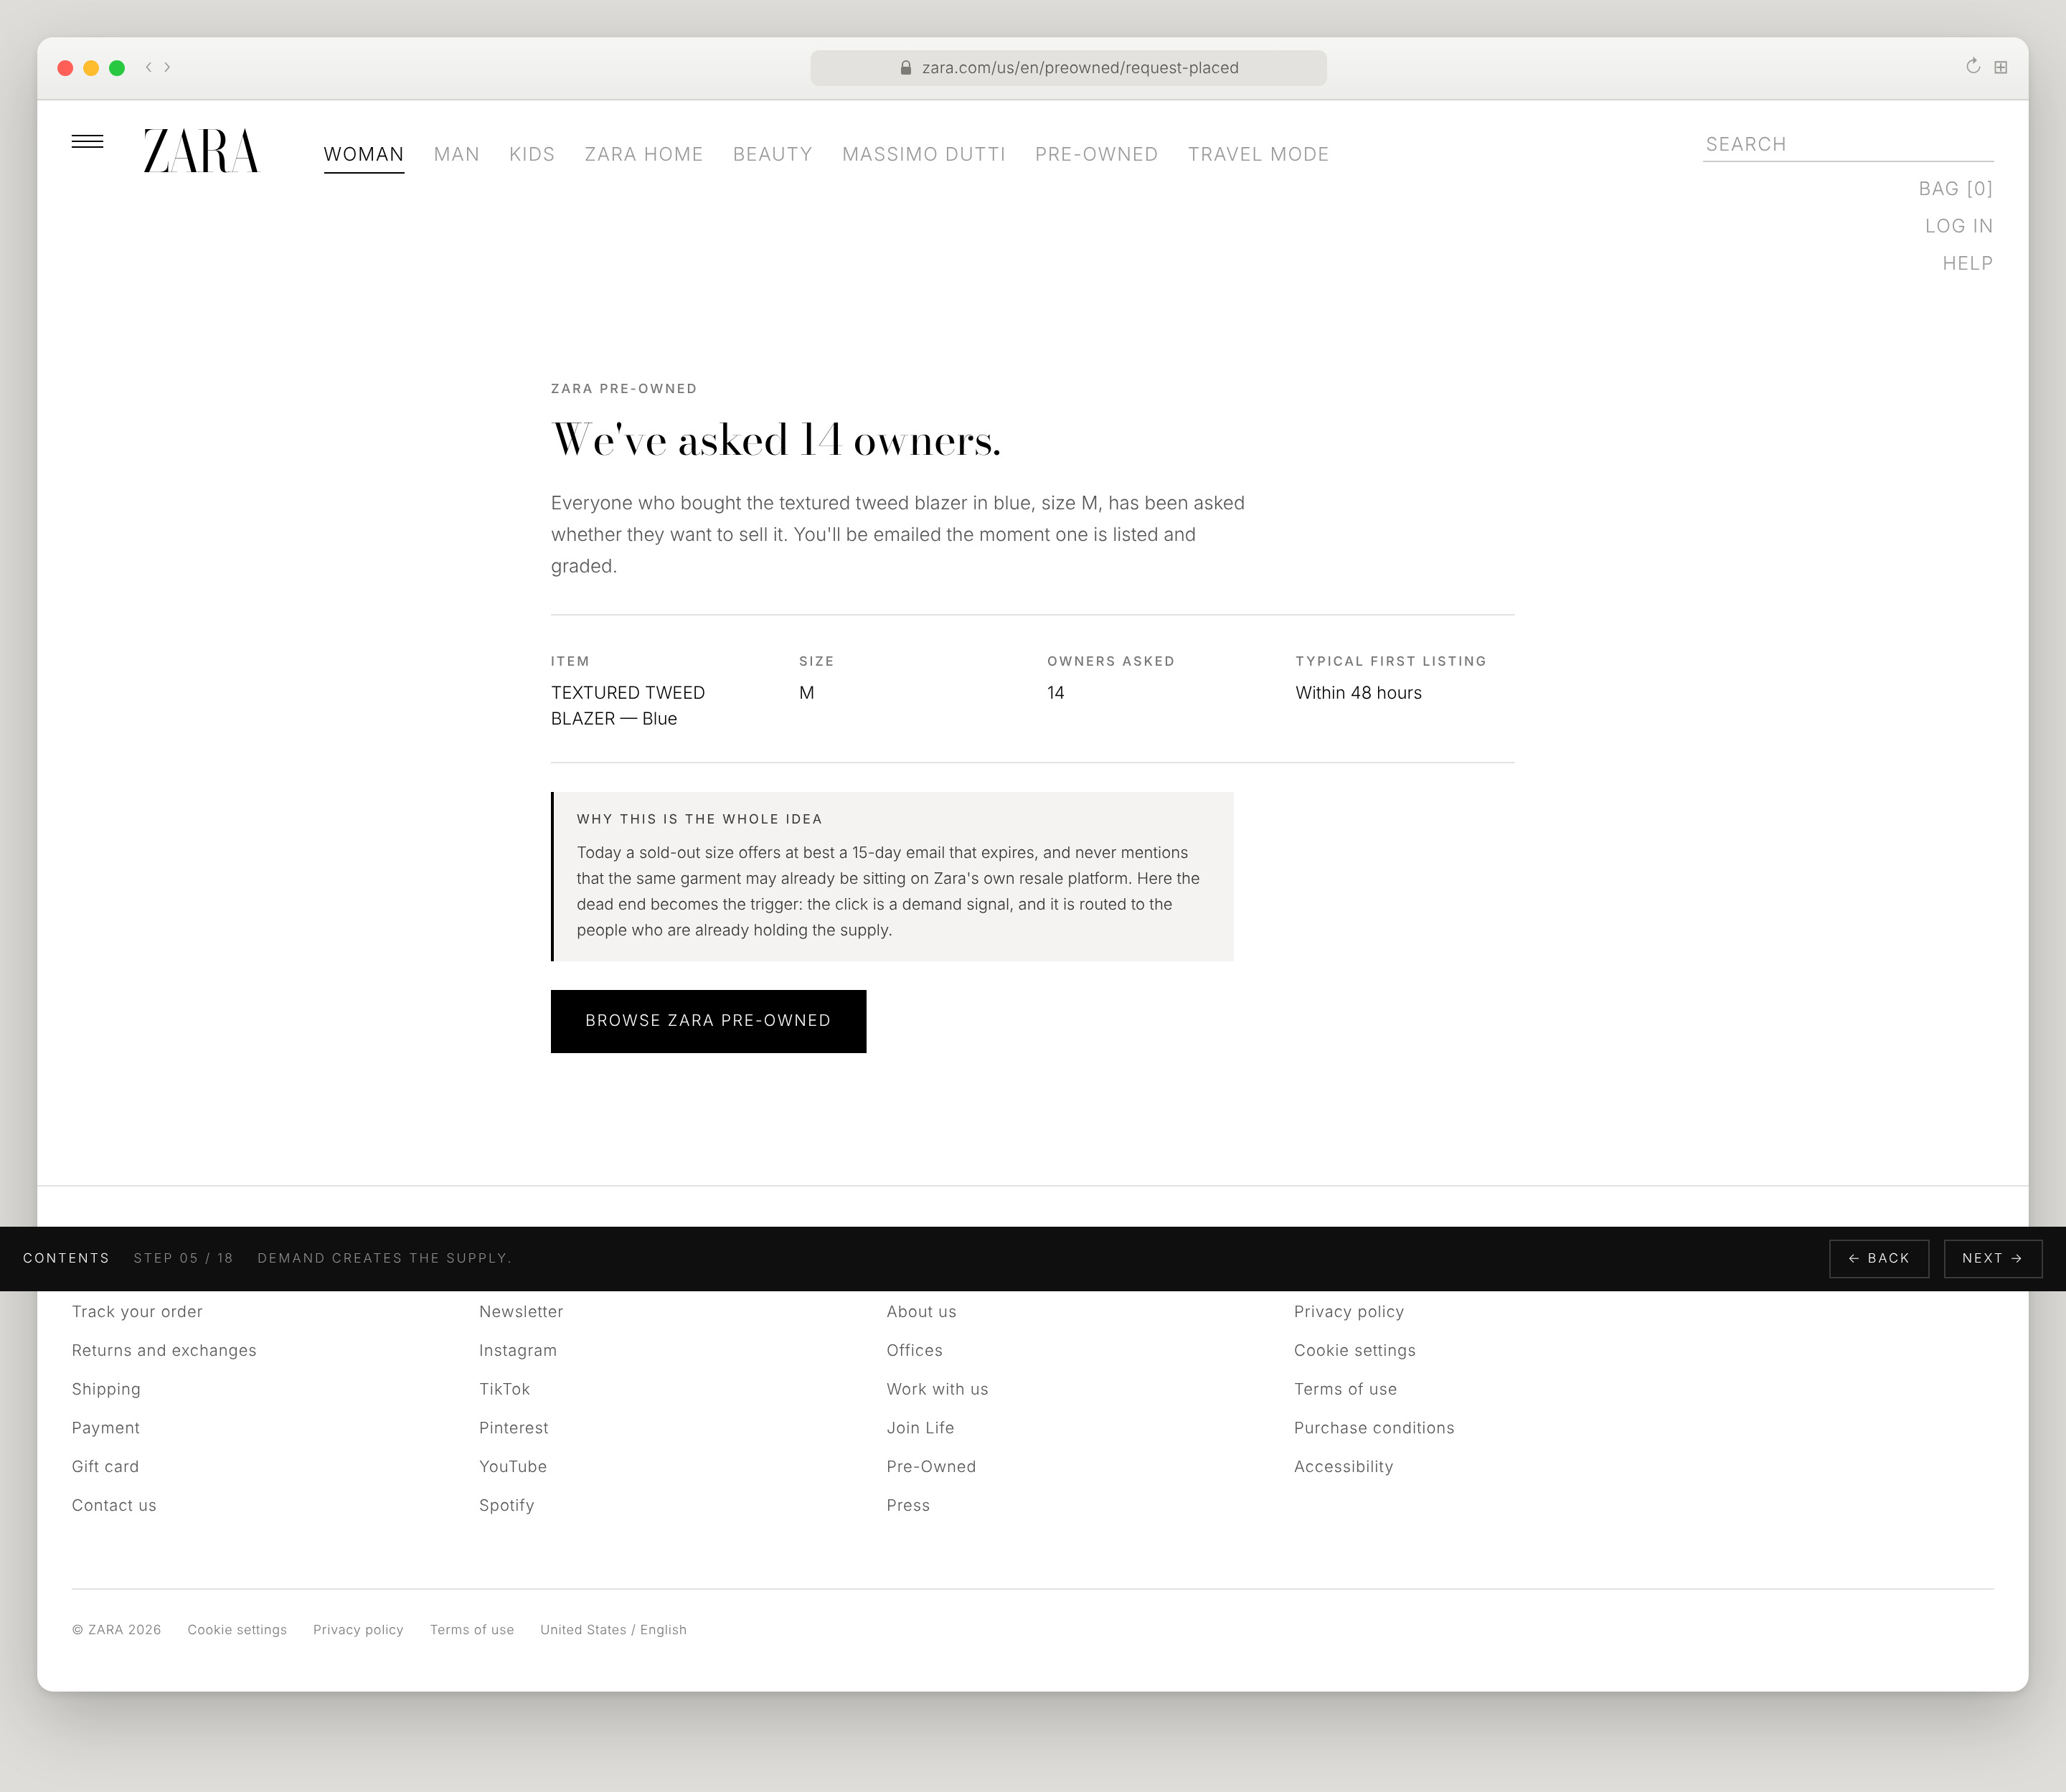 zara.com/us/en/preowned/request-placed
ZARA
WOMAN MAN KIDS ZARA HOME BEAUTY MASSIMO DUTTI PRE-OWNED TRAVEL MODE
SEARCH
BAG [0]
LOG IN
HELP
ZARA PRE-OWNED
We've asked 14 owners.
Everyone who bought the textured tweed blazer in blue, size M, has been asked
whether they want to sell it. You'll be emailed the moment one is listed and
graded.
ITEM SIZE OWNERS ASKED TYPICAL FIRST LISTING
TEXTURED TWEED M 14 Within 48 hours
BLAZER — Blue
WHY THIS IS THE WHOLE IDEA
Today a sold-out size offers at best a 15-day email that expires, and never mentions
that the same garment may already be sitting on Zara's own resale platform. Here the
dead end becomes the trigger: the click is a demand signal, and it is routed to the
people who are already holding the supply.
BROWSE ZARA PRE-OWNED
CONTENTS STEP 05 / 18 DEMAND CREATES THE SUPPLY. ← BACK NEXT →
Track your order Newsletter About us Privacy policy
Returns and exchanges Instagram Offices Cookie settings
Shipping TikTok Work with us Terms of use
Payment Pinterest Join Life Purchase conditions
Gift card YouTube Pre-Owned Accessibility
Contact us Spotify Press
© ZARA 2026 Cookie settings Privacy policy Terms of use United States / English